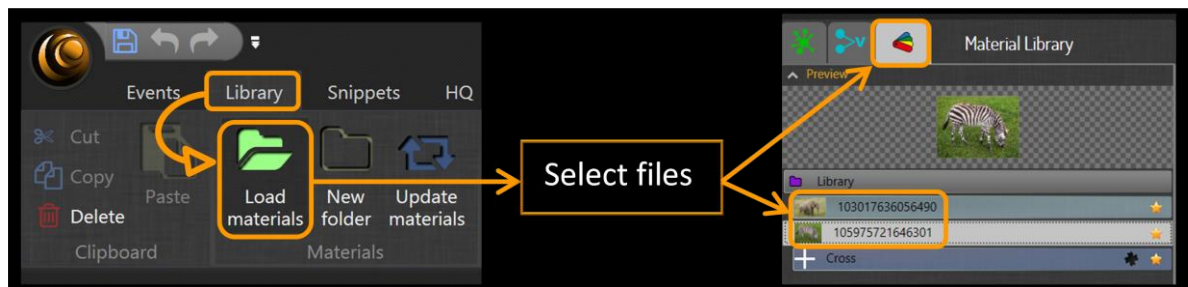 Events Library Snippets HQ
Cut
Copy
Delete
Paste
Load
materials
New
folder
Update
materials
Clipboard
Materials
Select files
V
Material Library
Preview
Library
103017636056490
105975721646301
Cross